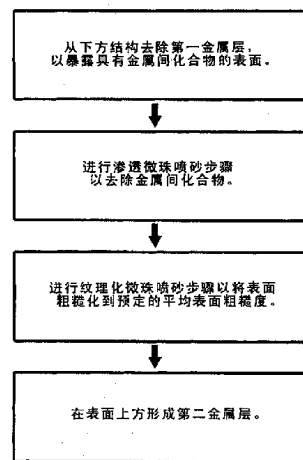 从下方结构去除第一金属层，
以暴露具有金属间化合物的表面。
进行渗透微珠喷砂步骤
以去除金属间化合物。
进行纹理化微珠喷砂步骤以将表面
粗糙化到预定的平均表面粗糙度。
在表面上方形成第二金属层。